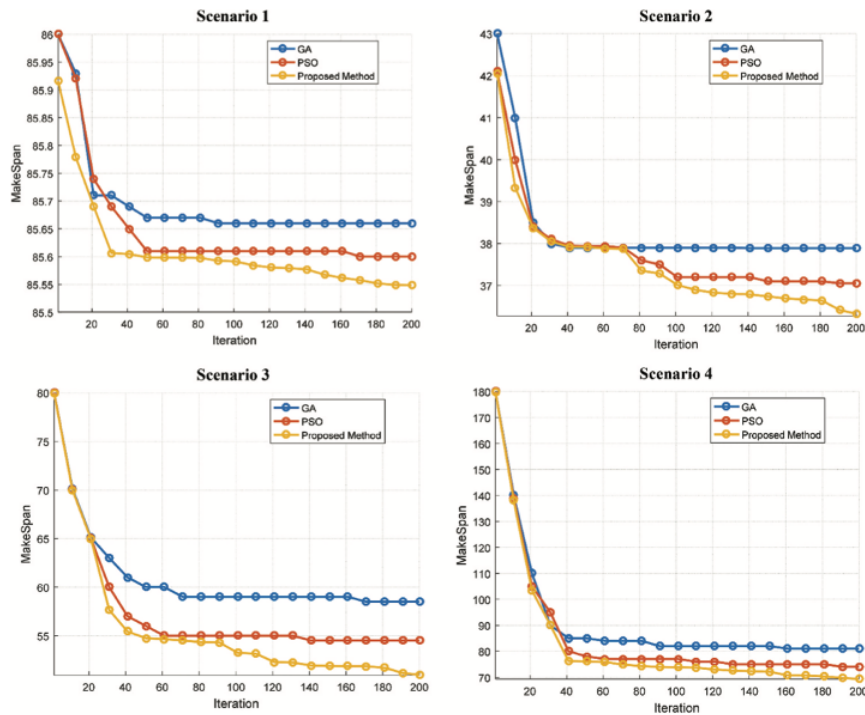 Scenario 1
86
85.95
85.9
85.85
85.8
85.75
85.7
85.65
85.6
85.55
85.5
MakeSpan
GA
PSO
Proposed Method
20 40 60 80 100 120 140 160 180 200
Iteration
Scenario 2
43
42
41
40
39
38
37
MakeSpan
GA
PSO
Proposed Method
20 40 60 80 100 120 140 160 180 200
Iteration
Scenario 3
80
75
70
65
60
55
MakeSpan
GA
PSO
Proposed Method
20 40 60 80 100 120 140 160 180 200
Iteration
Scenario 4
180
170
160
150
140
130
120
110
100
90
80
70
MakeSpan
GA
PSO
Proposed Method
20 40 60 80 100 120 140 160 180 200
Iteration